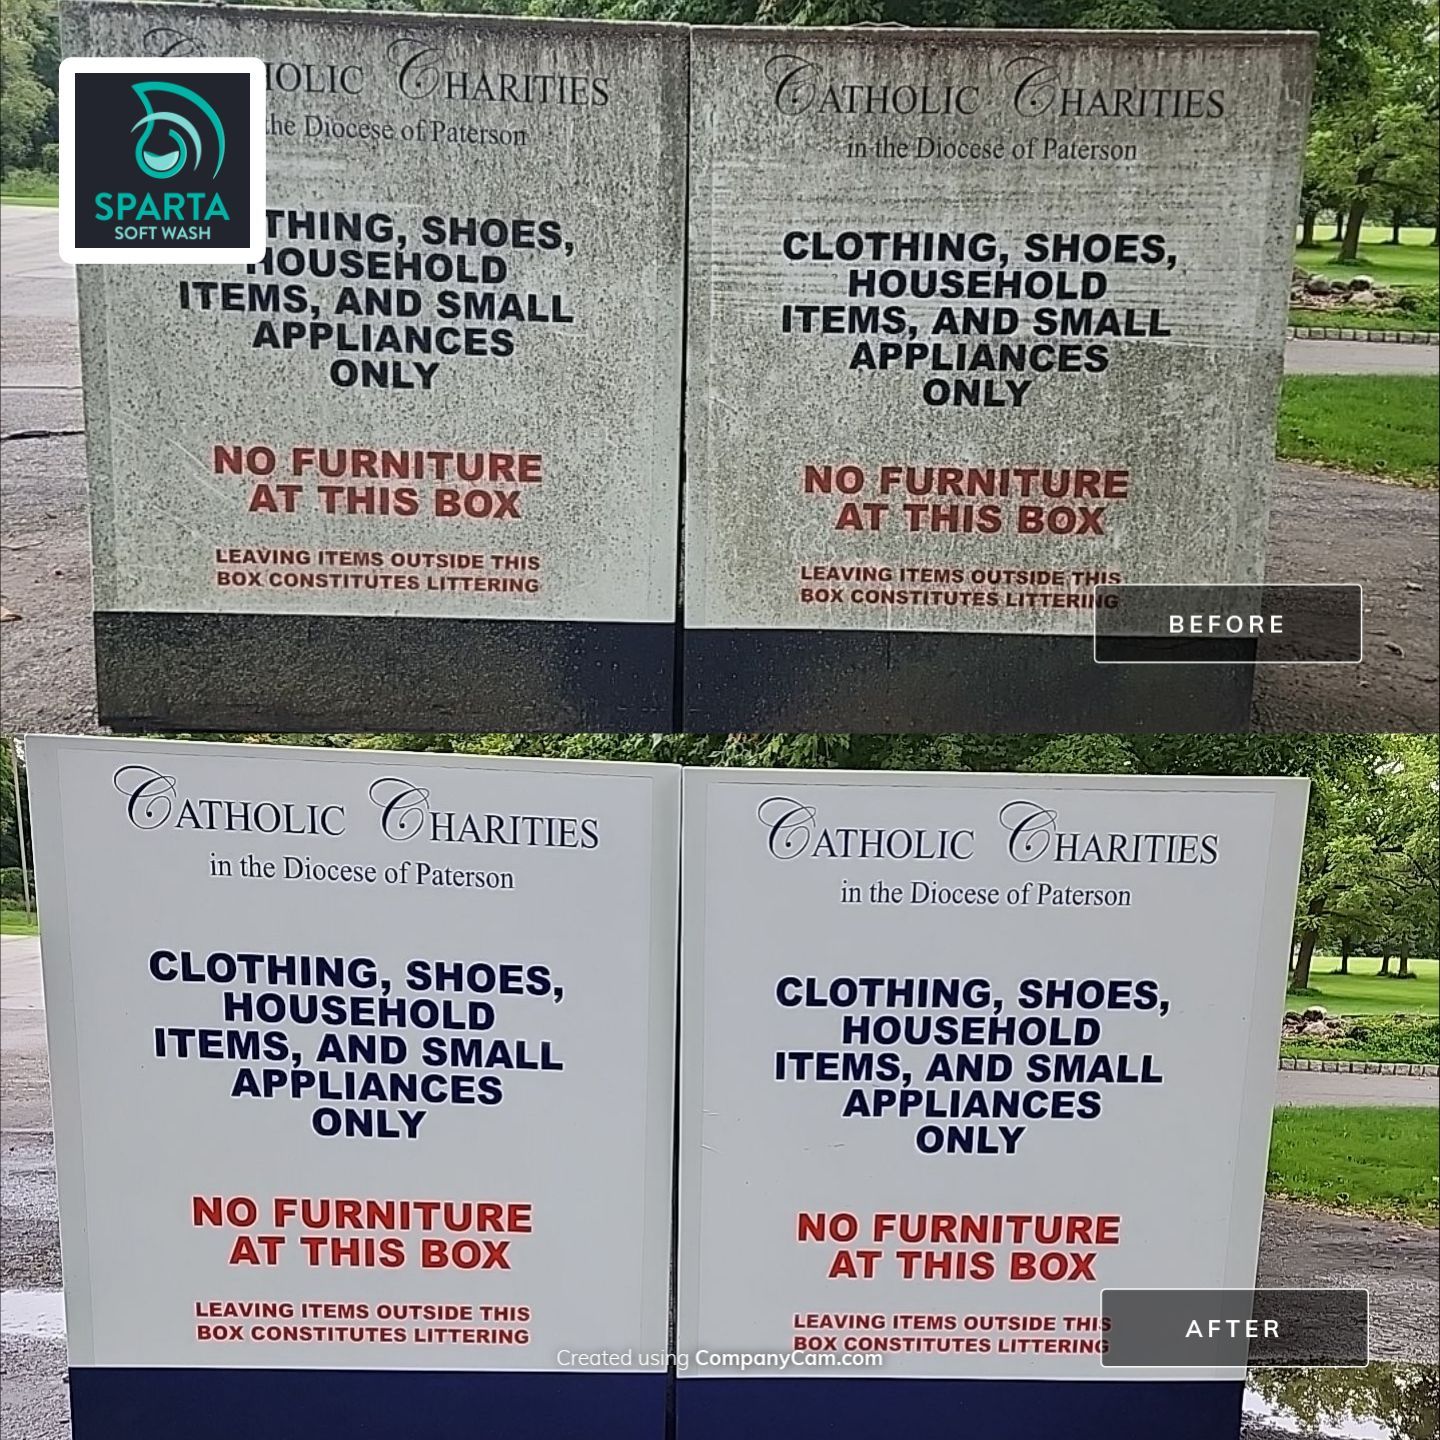 SPARTA
SOFT WASH
HOLIC CHARITIES
the Diocese of Paterson
THING, SHOES,
HOUSEHOLD
ITEMS, AND SMALL
APPLIANCES
ONLY
NO FURNITURE
AT THIS BOX
LEAVING ITEMS OUTSIDE THIS
BOX CONSTITUTES LITTERING
CATHOLIC CHARITIES
in the Diocese of Paterson
CLOTHING, SHOES,
HOUSEHOLD
ITEMS, AND SMALL
APPLIANCES
ONLY
NO FURNITURE
AT THIS BOX
LEAVING ITEMS OUTSIDE THIS
BOX CONSTITUTES LITTERING
BEFORE
CATHOLIC CHARITIES
in the Diocese of Paterson
CLOTHING, SHOES,
HOUSEHOLD
ITEMS, AND SMALL
APPLIANCES
ONLY
NO FURNITURE
AT THIS BOX
LEAVING ITEMS OUTSIDE THIS
BOX CONSTITUTES LITTERING
CATHOLIC CHARITIES
in the Diocese of Paterson
CLOTHING, SHOES,
HOUSEHOLD
ITEMS, AND SMALL
APPLIANCES
ONLY
NO FURNITURE
AT THIS BOX
LEAVING ITEMS OUTSIDE THIS
BOX CONSTITUTES LITTERING
AFTER
Created using CompanyCam.com